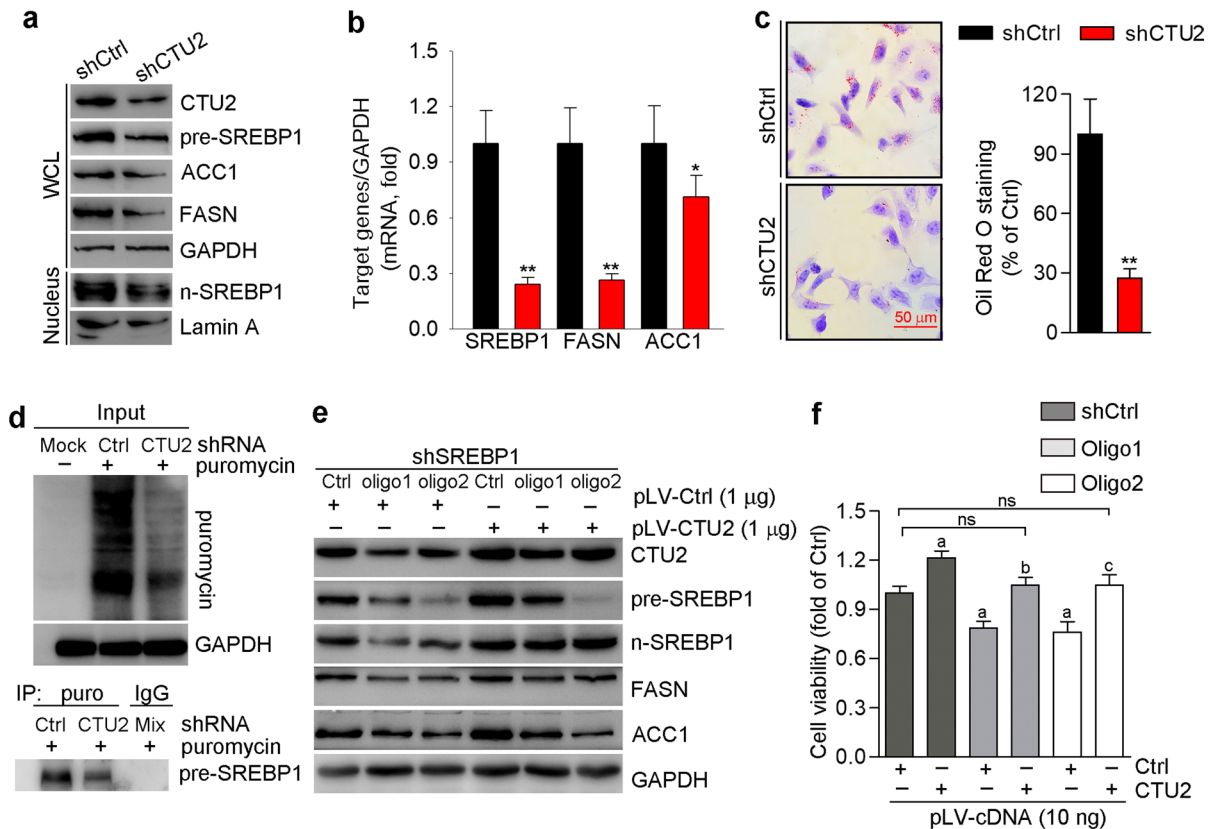 a
shCtrl
shCTU2
WCL
CTU2
pre-SREBP1
ACC1
FASN
GAPDH
Nucleus
n-SREBP1
Lamin A
b
Target genes/GAPDH
(mRNA, fold)
1.5
1.2
0.9
0.6
0.3
0.0
**
**
*
SREBP1 FASN ACC1
c
shCtrl shCTU2
shCtrl
shCTU2
50 µm
Oil Red O staining
(% of Ctrl)
120
90
60
30
0
**
d
Input
Mock Ctrl CTU2 shRNA
– + + puromycin
puromycin
GAPDH
IP: puro IgG
Ctrl CTU2 Mix shRNA
+ + + puromycin
pre-SREBP1
e
shSREBP1
Ctrl oligo1 oligo2 Ctrl oligo1 oligo2
+ + + – – – pLV-Ctrl (1 µg)
– – – + + + pLV-CTU2 (1 µg)
CTU2
pre-SREBP1
n-SREBP1
FASN
ACC1
GAPDH
f
shCtrl
Oligo1
Oligo2
Cell viability (fold of Ctrl)
1.5
1.2
0.9
0.6
0.3
0.0
ns
ns
a
a
b
a
c
+ – + – + – Ctrl
– + – + – + CTU2
pLV-cDNA (10 ng)